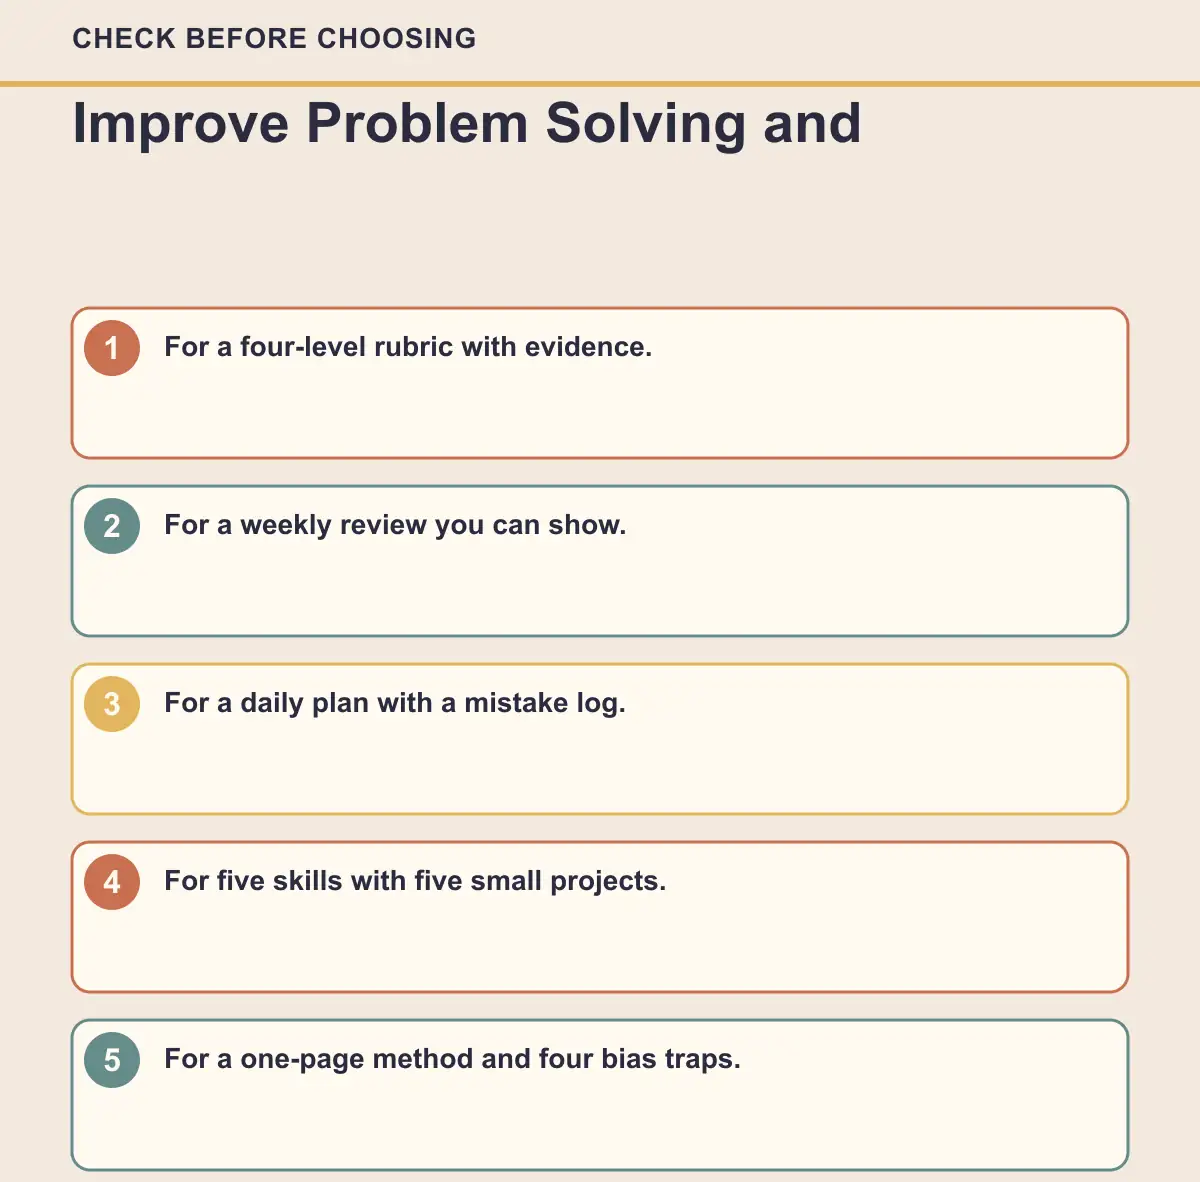 CHECK BEFORE CHOOSING
Improve Problem Solving and
1 For a four-level rubric with evidence.
2 For a weekly review you can show.
3 For a daily plan with a mistake log.
4 For five skills with five small projects.
5 For a one-page method and four bias traps.